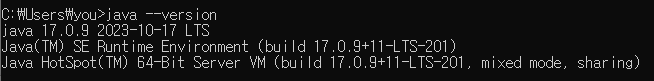 C:₩Users₩you>java --version
java 17.0.9 2023-10-17 LTS
Java(TM) SE Runtime Environment (build 17.0.9+11-LTS-201)
Java HotSpot(TM) 64-Bit Server VM (build 17.0.9+11-LTS-201, mixed mode, sharing)